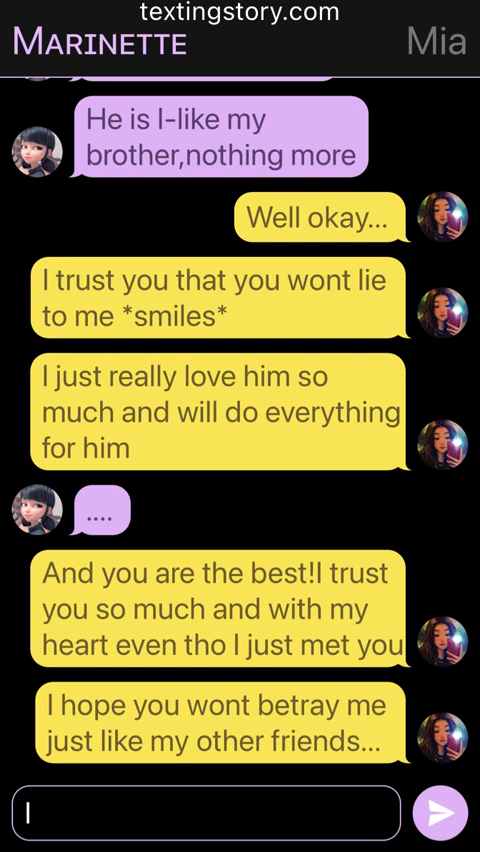 textingstory.com
MARINETTE
Mia
He is I-like my
brother,nothing more
Well okay...
I trust you that you wont lie
to me *smiles*
I just really love him so
much and will do everything
for him
....
And you are the best!I trust
you so much and with my
heart even tho I just met you
I hope you wont betray me
just like my other friends...